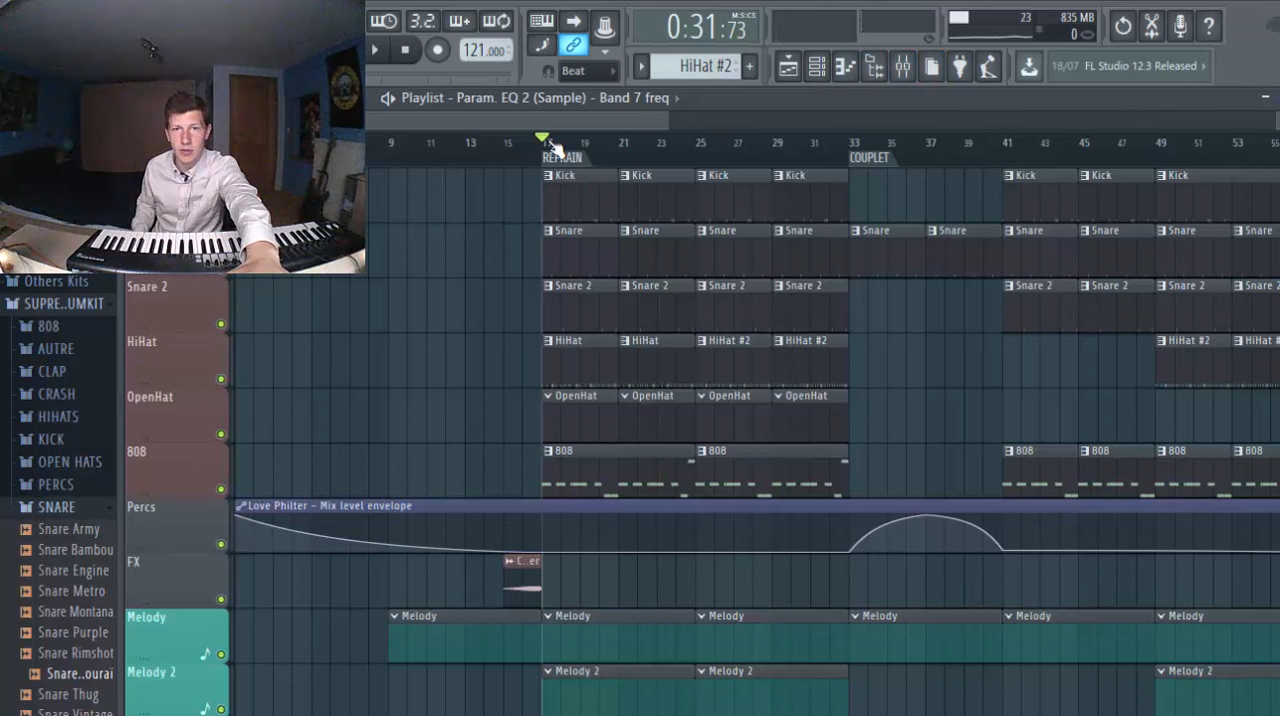 3.2.
121.000
Beat
0:31:73
M:S:CS
HiHat #2
23
835 MB
0
18/07 FL Studio 12.3 Released
Playlist - Param. EQ 2 (Sample) - Band 7 freq
9 11 13 15 19 21 23 25 27 29 31 33 35 37 39 41 43 45 47 49 51 53 55
REFRAIN COUPLET
Kick Kick Kick Kick Kick Kick Kick
Snare Snare Snare Snare Snare Snare Snare Snare Snare Snare
Others Kits
SUPRE..UMKIT
808
AUTRE
CLAP
CRASH
HIHATS
KICK
OPEN HATS
PERCS
SNARE
Snare Army
Snare Bambou
Snare Engine
Snare Metro
Snare Montana
Snare Purple
Snare Rimshot
Snare..ourai
Snare Thug
Snare Vintage
Snare 2
Snare 2 Snare 2 Snare 2 Snare 2 Snare 2 Snare 2 Snare 2 Snare 2
HiHat
HiHat HiHat HiHat #2 HiHat #2 HiHat #2 HiHat #
OpenHat
OpenHat OpenHat OpenHat OpenHat
808
808 808 808 808 808 808
Percs
Love Philter - Mix level envelope
FX
C...er
Melody
Melody Melody Melody Melody Melody Melody
Melody 2
Melody 2 Melody 2 Melody 2